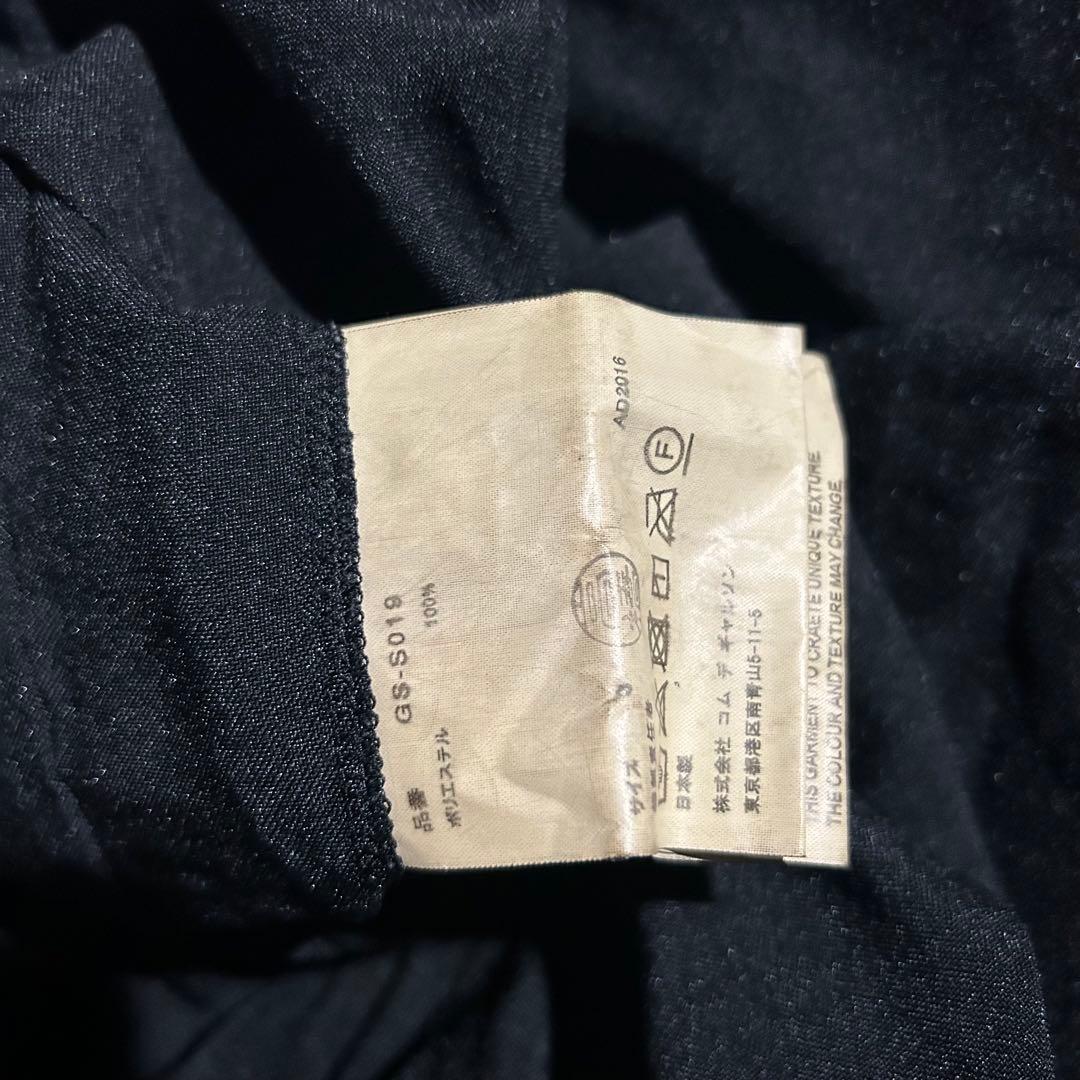 品番 GS-S019
ポリエステル 100%
サイズ
AD2016
F
日本製
株式会社 コム デ ギャルソン
東京都港区南青山5-11-5
THIS GARMENT TO CRAETE UNIQUE TEXTURE
THE COLOUR AND TEXTURE MAY CHANGE.